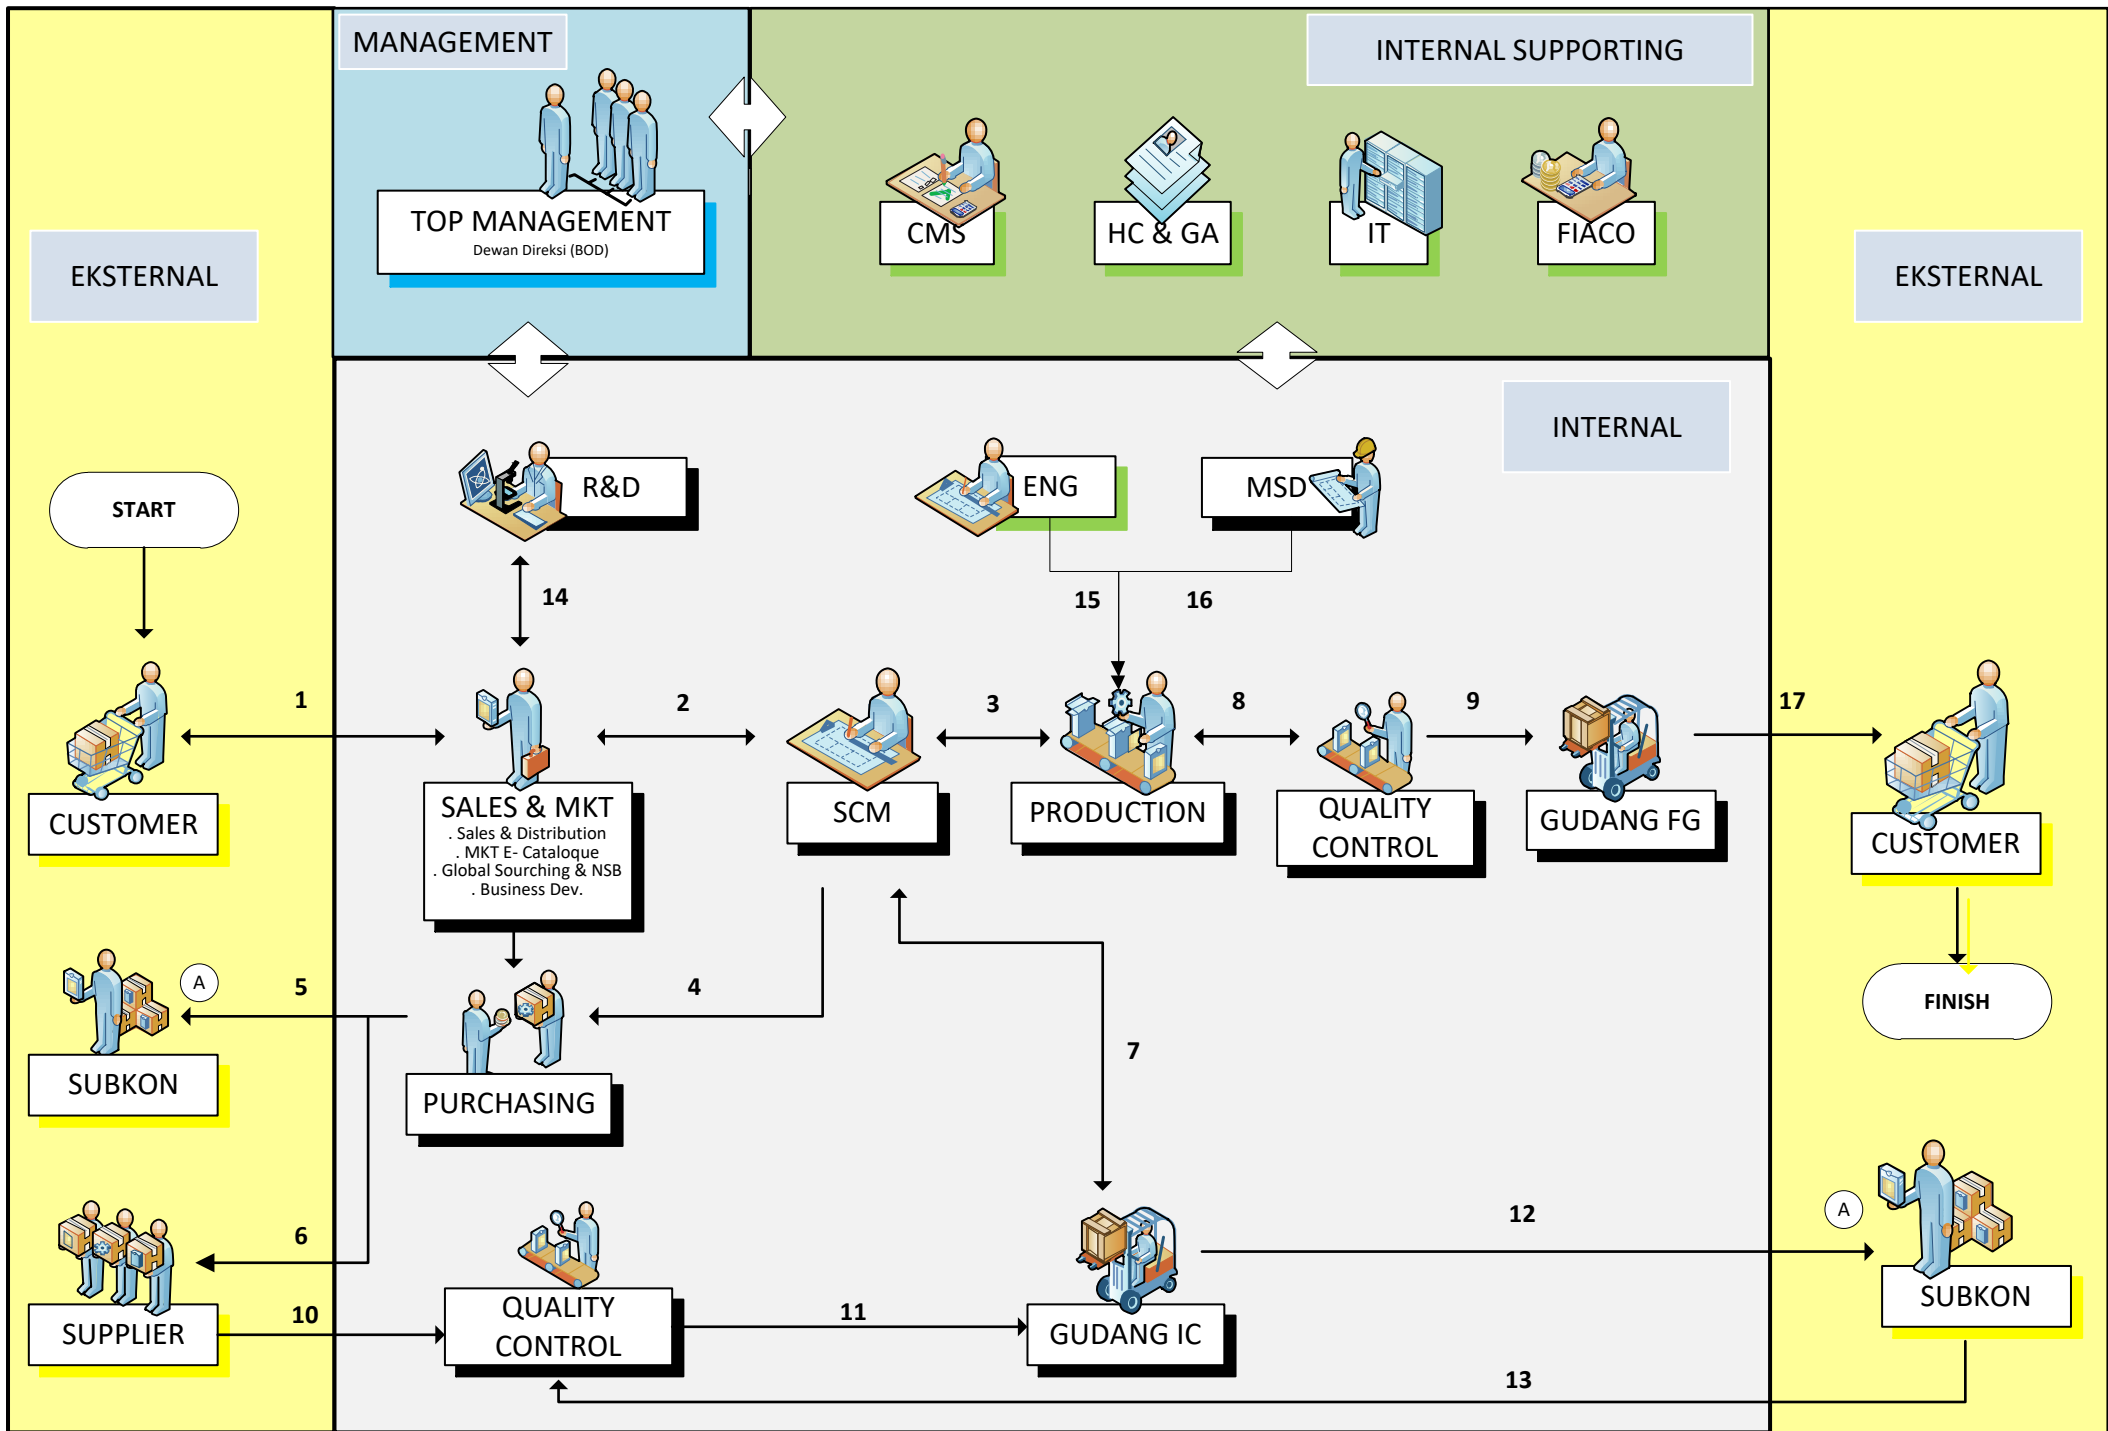 MANAGEMENT
INTERNAL SUPPORTING
TOP MANAGEMENT
Dewan Direksi (BOD)
CMS
HC & GA
IT
FIACO
EKSTERNAL
EKSTERNAL
INTERNAL
R&D
ENG
MSD
START
14
15
16
1
2
3
8
9
17
CUSTOMER
SALES & MKT
. Sales & Distribution
. MKT E- Cataloque
. Global Sourching & NSB
. Business Dev.
SCM
PRODUCTION
QUALITY
CONTROL
GUDANG FG
CUSTOMER
A
5
4
FINISH
SUBKON
PURCHASING
7
6
12
A
SUPPLIER
10
QUALITY
CONTROL
11
GUDANG IC
SUBKON
13